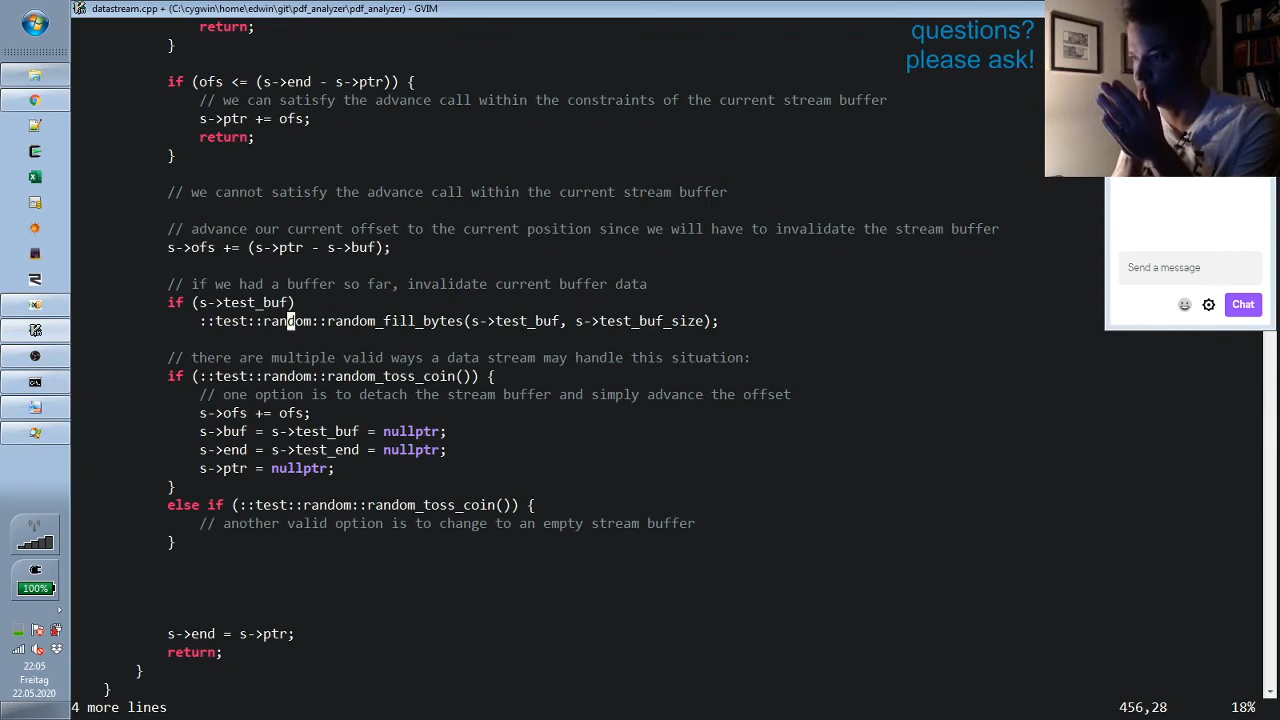 datastream.cpp + (C:\cygwin\home\edwin\git\pdf_analyzer\pdf_analyzer) - GVIM
questions?
please ask!
return;
}
if (ofs <= (s->end - s->ptr)) {
// we can satisfy the advance call within the constraints of the current stream buffer
s->ptr += ofs;
return;
}
// we cannot satisfy the advance call within the current stream buffer
// advance our current offset to the current position since we will have to invalidate the stream buffer
s->ofs += (s->ptr - s->buf);
// if we had a buffer so far, invalidate current buffer data
if (s->test_buf)
::test::random::random_fill_bytes(s->test_buf, s->test_buf_size);
// there are multiple valid ways a data stream may handle this situation:
if (::test::random::random_toss_coin()) {
// one option is to detach the stream buffer and simply advance the offset
s->ofs += ofs;
s->buf = s->test_buf = nullptr;
s->end = s->test_end = nullptr;
s->ptr = nullptr;
}
else if (::test::random::random_toss_coin()) {
// another valid option is to change to an empty stream buffer
}
s->end = s->ptr;
return;
}
}
4 more lines
456,28
18%
Send a message
Chat
100%
22:05
Freitag
22.05.2020